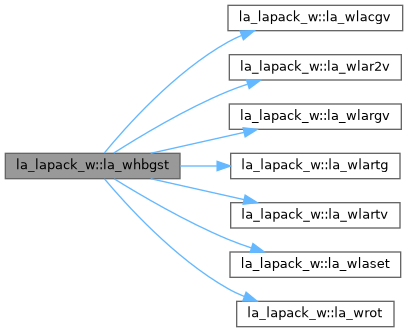 la_lapack_w::la_wlacgv
la_lapack_w::la_wlar2v
la_lapack_w::la_wlargv
la_lapack_w::la_whbgst
la_lapack_w::la_wlartg
la_lapack_w::la_wlartv
la_lapack_w::la_wlaset
la_lapack_w::la_wrot